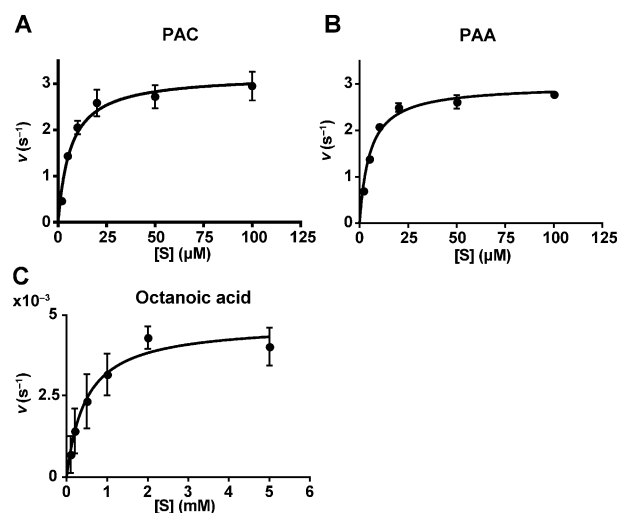 A
PAC
v (s⁻¹)
3
2
1
0
0 25 50 75 100 125
[S] (µM)
B
PAA
v (s⁻¹)
3
2
1
0
0 25 50 75 100 125
[S] (µM)
C
Octanoic acid
x10⁻³
v (s⁻¹)
5
2.5
0
0 1 2 3 4 5 6
[S] (mM)